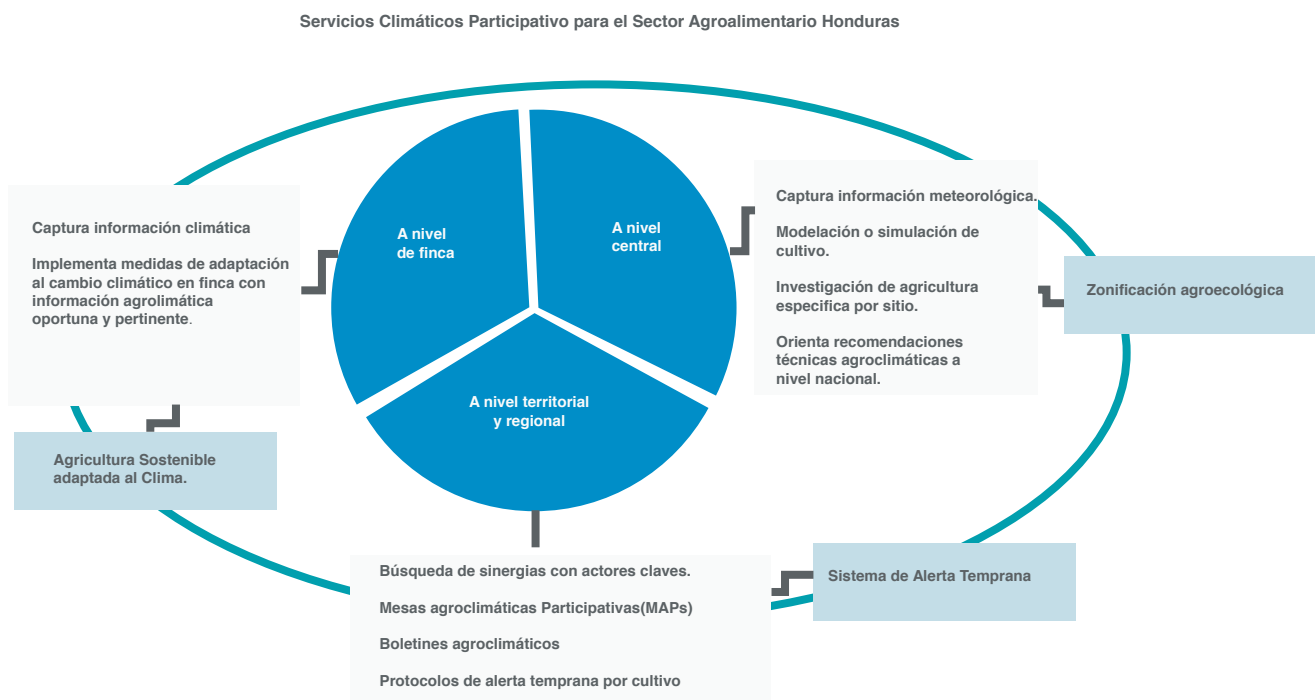 Servicios Climáticos Participativo para el Sector Agroalimentario Honduras
A nivel
de finca
A nivel
central
A nivel territorial
y regional
Captura información climática
Implementa medidas de adaptación
al cambio climático en finca con
información agrolimática
oportuna y pertinente.
Agricultura Sostenible
adaptada al Clima.
Captura información meteorológica.
Modelación o simulación de
cultivo.
Investigación de agricultura
especifica por sitio.
Orienta recomendaciones
técnicas agroclimáticas a
nivel nacional.
Zonificación agroecológica
Búsqueda de sinergias con actores claves.
Mesas agroclimáticas Participativas(MAPs)
Boletines agroclimáticos
Protocolos de alerta temprana por cultivo
Sistema de Alerta Temprana